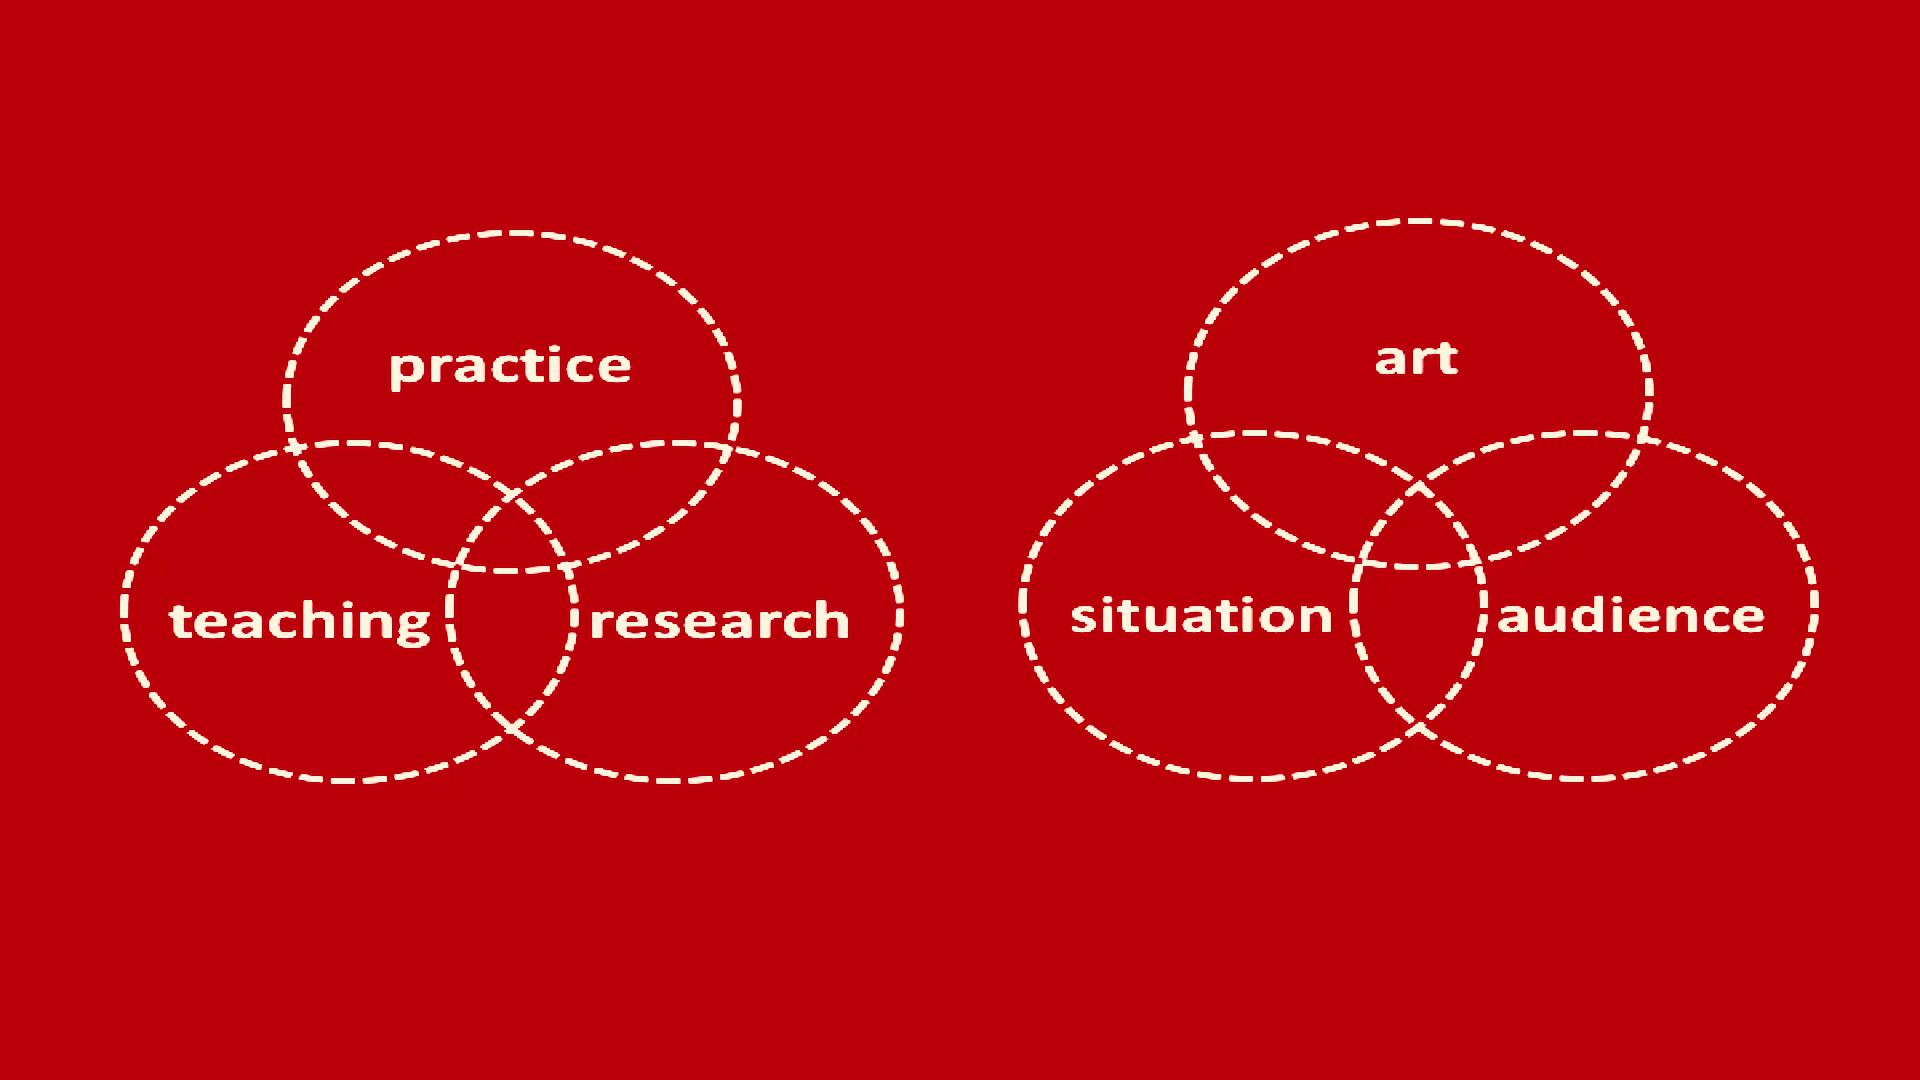 practice
teaching
research
art
situation
audience